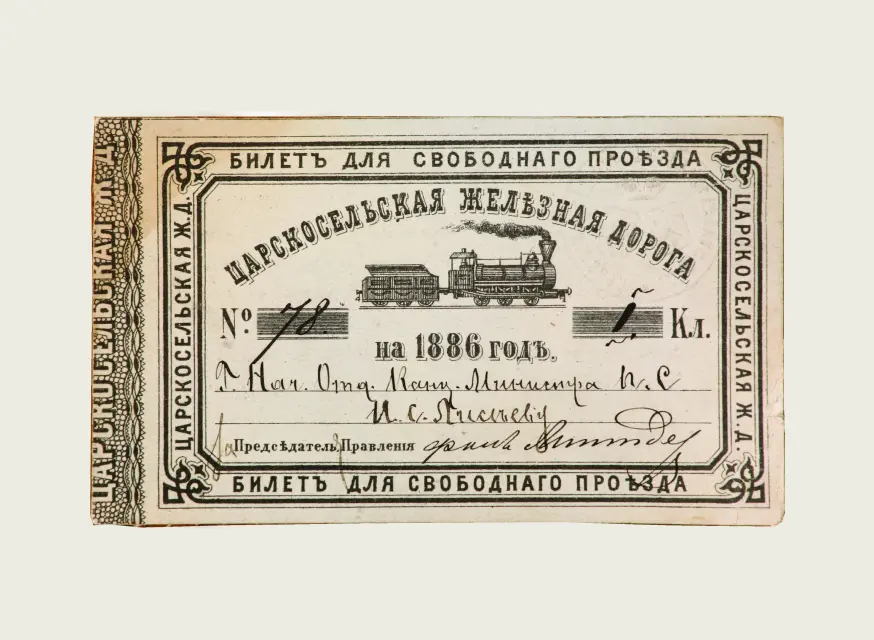 БИЛЕТЪ ДЛЯ СВОБОДНАГО ПРОѢЗДА
ЦАРСКОСЕЛЬСКАЯ Ж.Д.
ЦАРСКОСЕЛЬСКАЯ Ж.Д.
ЦАРСКОСЕЛЬСКАЯ ЖЕЛѢЗНАЯ ДОРОГА
№ 78. 1 Кл.
на 1886 годъ.
Г. Нач. Отд. Канц. Министра П. С
И. С.
За Предсѣдатель Правленія
БИЛЕТЪ ДЛЯ СВОБОДНАГО ПРОѢЗДА
ЦАРСКОСЕЛЬСКАЯ Ж.Д.